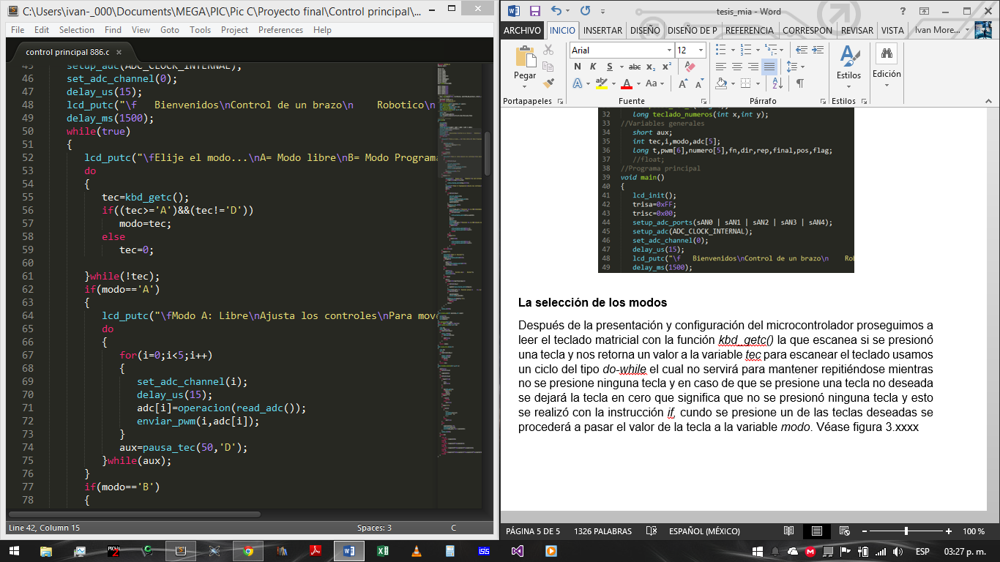 C:\Users\ivan-_000\Documents\MEGA\PIC\Pic C\Proyecto final\Control principal\...
File Edit Selection Find View Goto Tools Project Preferences Help
control principal 886.c ×
45 setup_adc(ADC_CLOCK_INTERNAL);
46 set_adc_channel(0);
47 delay_us(15);
48 lcd_putc("\f   Bienvenidos\nControl de un brazo\n    Robotico\n
49 delay_ms(1500);
50 while(true)
51 {
52 lcd_putc("\fElije el modo...\nA= Modo libre\nB= Modo Programa
53 do
54 {
55 tec=kbd_getc();
56 if((tec>='A')&&(tec!='D'))
57 modo=tec;
58 else
59 tec=0;
60
61 }while(!tec);
62 if(modo=='A')
63 {
64 lcd_putc("\fModo A: Libre\nAjusta los controles\nPara move
65 do
66 {
67 for(i=0;i<5;i++)
68 {
69 set_adc_channel(i);
70 delay_us(15);
71 adc[i]=operacion(read_adc());
72 enviar_pwm(i,adc[i]);
73 }
74 aux=pausa_tec(50,'D');
75 }while(aux);
76 }
77 if(modo=='B')
78 {
Line 42, Column 15 Spaces: 3 C
tesis_mia - Word
ARCHIVO INICIO INSERTAR DISEÑO DISEÑO DE P REFERENCIA CORRESPON REVISAR VISTA Ivan More...
Arial 12
Pegar
N K S abc x₂ x²
A ab A Aa A A
Estilos
Edición
Portapapeles Fuente Párrafo Estilos
32 long teclado_numeros(int x,int y);
33 //Variables generales
34 short aux;
35 int tec,i,modo,adc[5];
36 long t,pwm[6],numero[5],fn,dir,rep,final,pos,flag;
37 //float;
38 //Programa principal
39 void main()
40 {
41 lcd_init();
42 trisa=0xFF;
43 trisc=0x00;
44 setup_adc_ports(sAN0 | sAN1 | sAN2 | sAN3 | sAN4);
45 setup_adc(ADC_CLOCK_INTERNAL);
46 set_adc_channel(0);
47 delay_us(15);
48 lcd_putc("\f   Bienvenidos\nControl de un brazo\n    Rob
49 delay_ms(1500);
La selección de los modos
Después de la presentación y configuración del microcontrolador proseguimos a
leer el teclado matricial con la función kbd_getc() la que escanea si se presionó
una tecla y nos retorna un valor a la variable tec para escanear el teclado usamos
un ciclo del tipo do-while el cual no servirá para mantener repitiéndose mientras
no se presione ninguna tecla y en caso de que se presione una tecla no deseada
se dejará la tecla en cero que significa que no se presionó ninguna tecla y esto
se realizó con la instrucción if, cundo se presione un de las teclas deseadas se
procederá a pasar el valor de la tecla a la variable modo. Véase figura 3.xxxx
PÁGINA 5 DE 5 1326 PALABRAS ESPAÑOL (MÉXICO) 100 %
ESP 03:27 p. m.